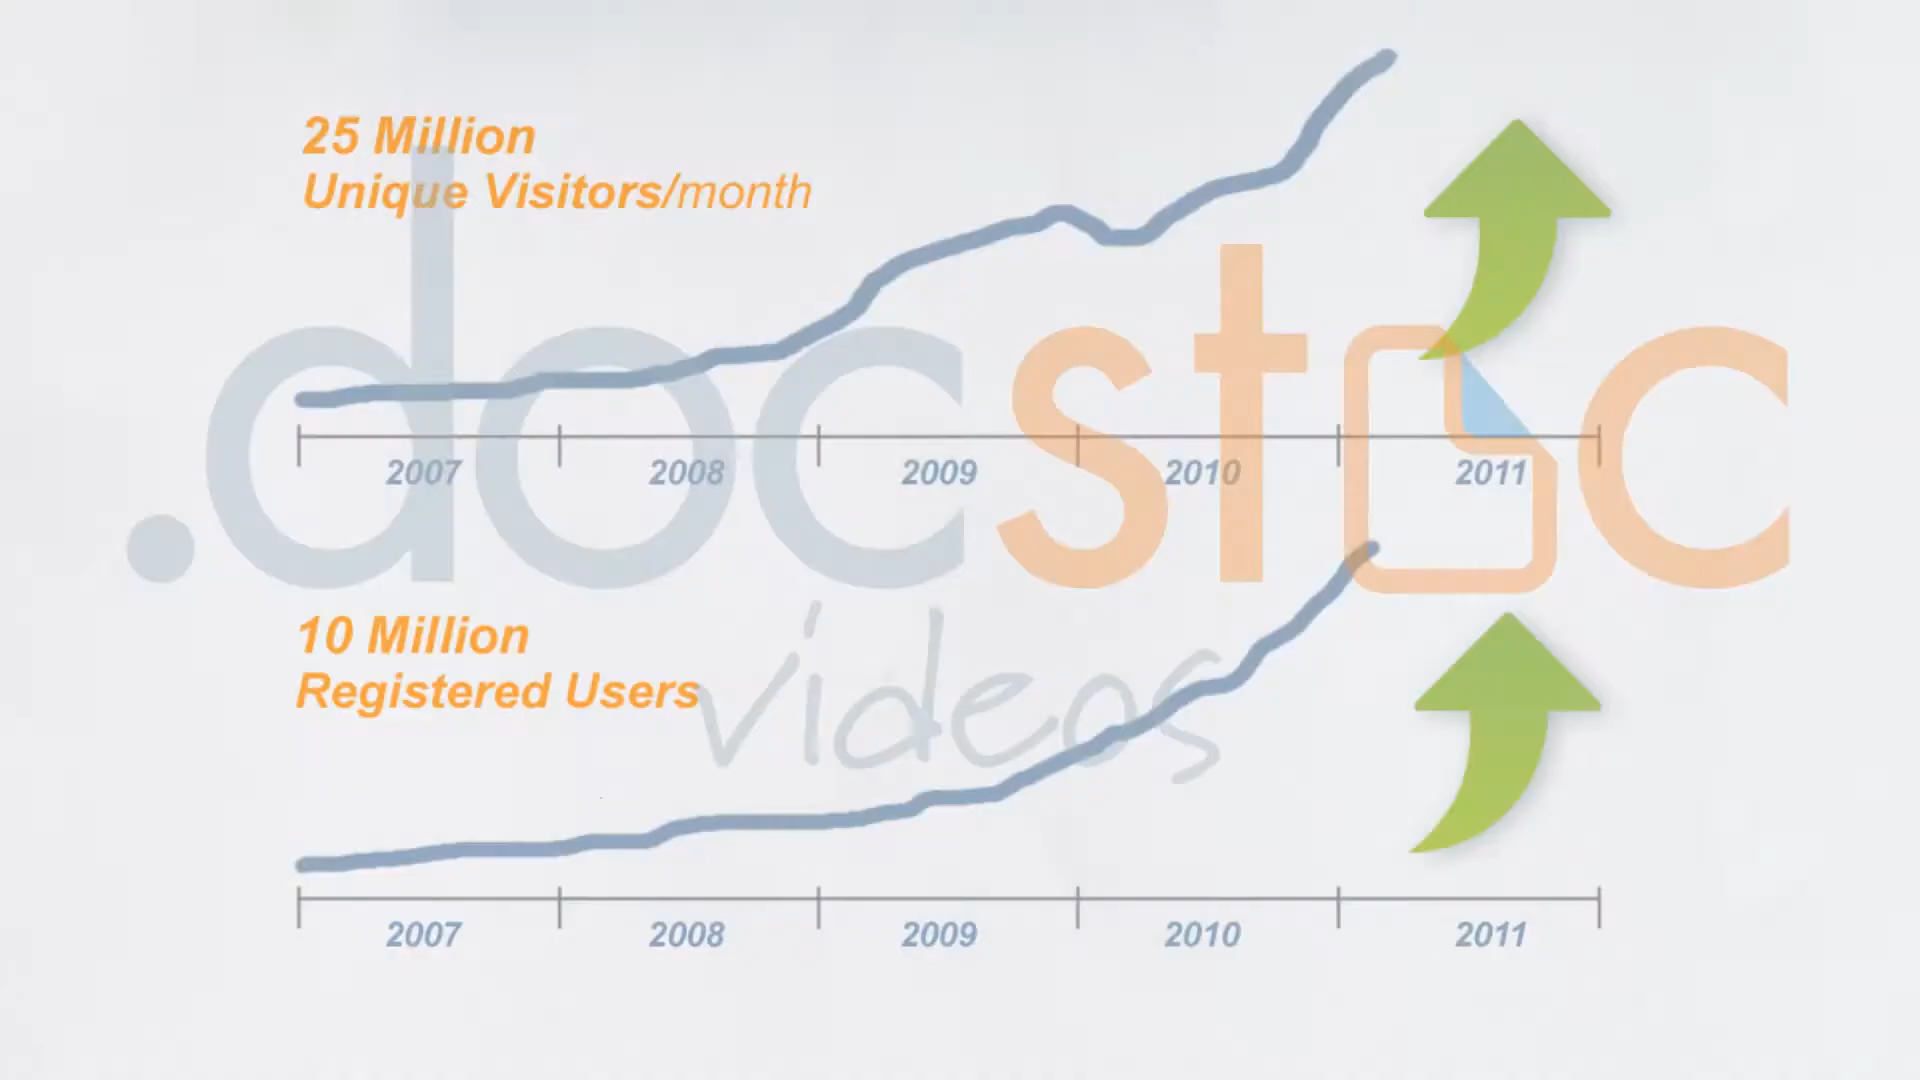 25 Million
Unique Visitors/month
2007 2008 2009 2010 2011
.docstoc
videos
10 Million
Registered Users
2007 2008 2009 2010 2011